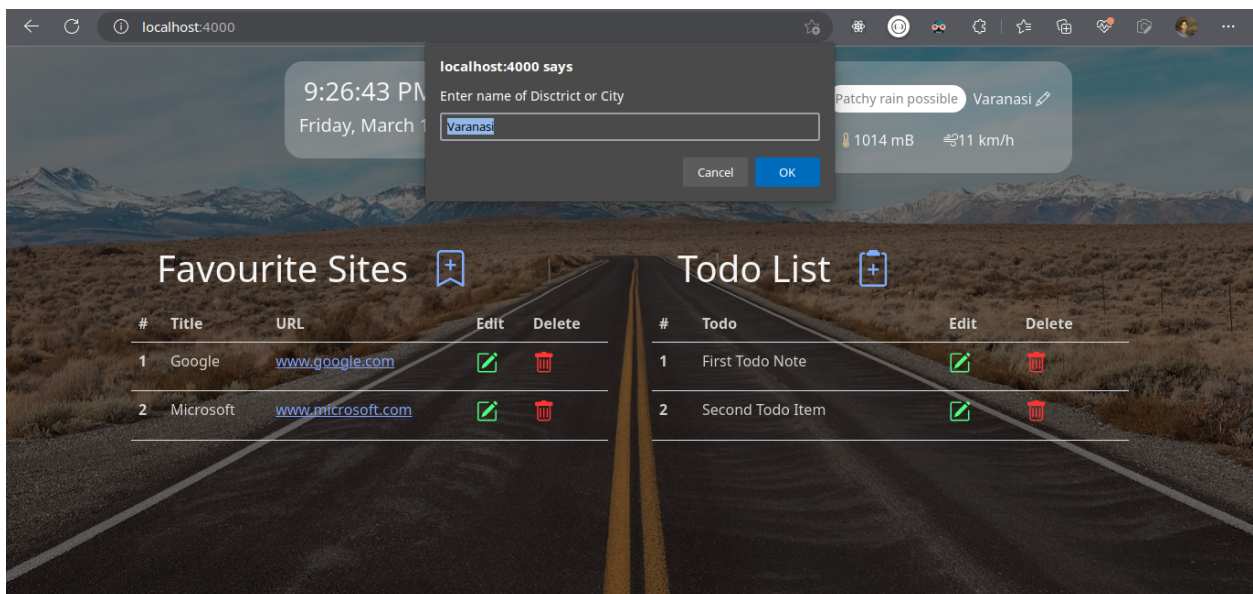 localhost:4000
localhost:4000 says
Enter name of Disctrict or City
Varanasi
Cancel OK
9:26:43 PM
Friday, March 1
Patchy rain possible Varanasi
1014 mB 11 km/h
Favourite Sites
# Title URL Edit Delete
1 Google www.google.com
2 Microsoft www.microsoft.com
Todo List
# Todo Edit Delete
1 First Todo Note
2 Second Todo Item